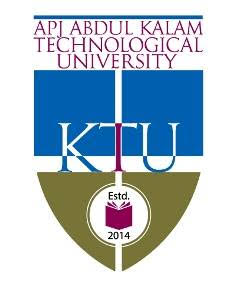 APJ ABDUL KALAM
TECHNOLOGICAL
UNIVERSITY
KTU
Estd.
2014